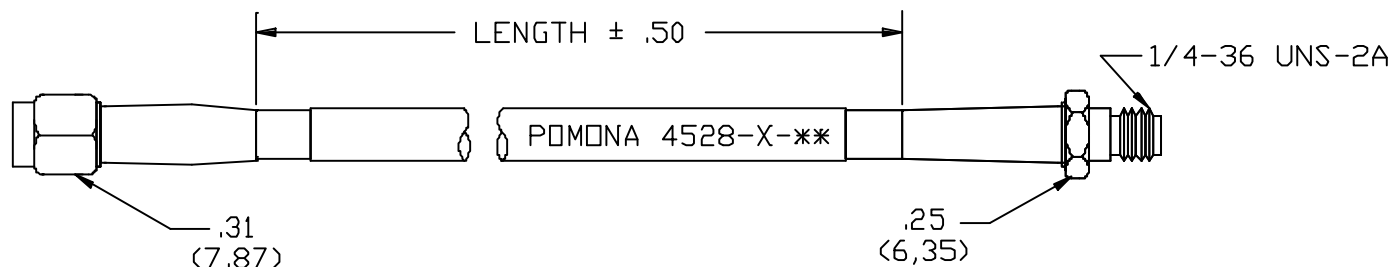 LENGTH ± .50
1/4-36 UNS-2A
POMONA 4528-X-**
.31
(7,87)
.25
(6,35)